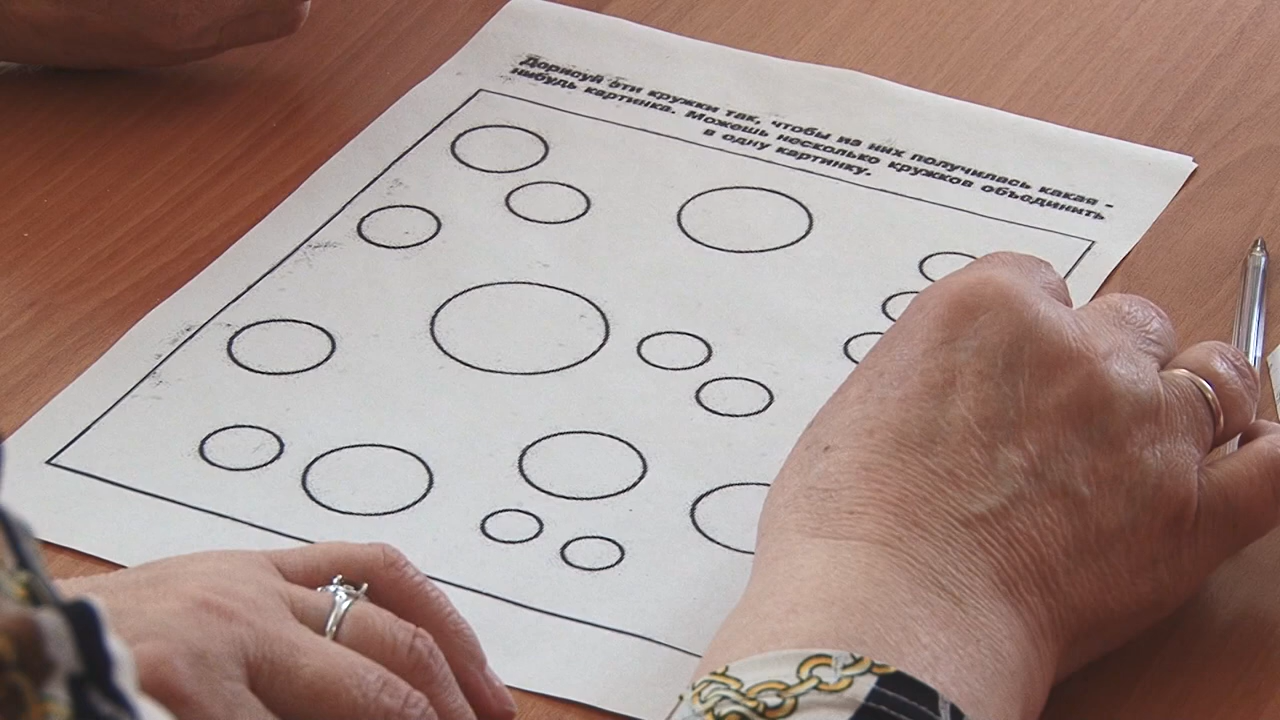 Дорисуй эти кружки так, чтобы из них получилась какая -
нибудь картинка. Можешь несколько кружков объединить
в одну картинку.